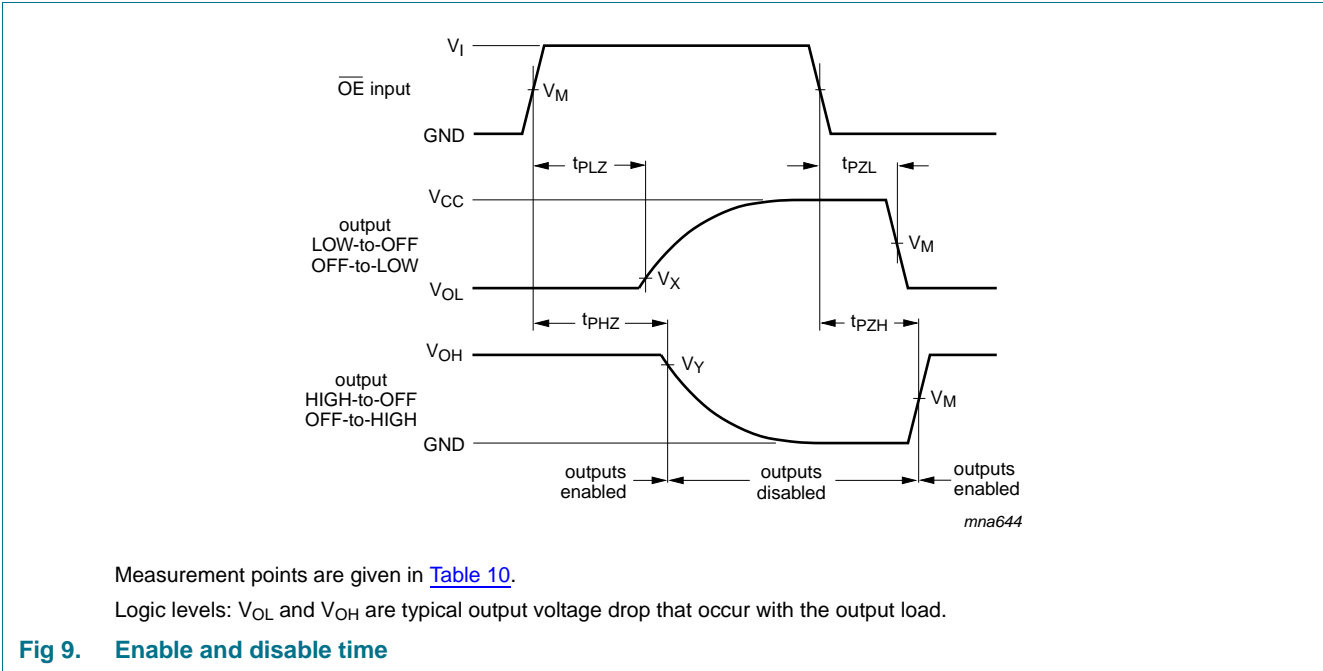 V_I
O̅E̅ input
V_M
GND
t_PLZ
t_PZL
V_CC
output
LOW-to-OFF
OFF-to-LOW
V_M
V_X
V_OL
t_PHZ
t_PZH
V_OH
V_Y
output
HIGH-to-OFF
OFF-to-HIGH
V_M
GND
outputs
enabled
outputs
disabled
outputs
enabled
mna644
Measurement points are given in Table 10.
Logic levels: V_OL and V_OH are typical output voltage drop that occur with the output load.
Fig 9. Enable and disable time